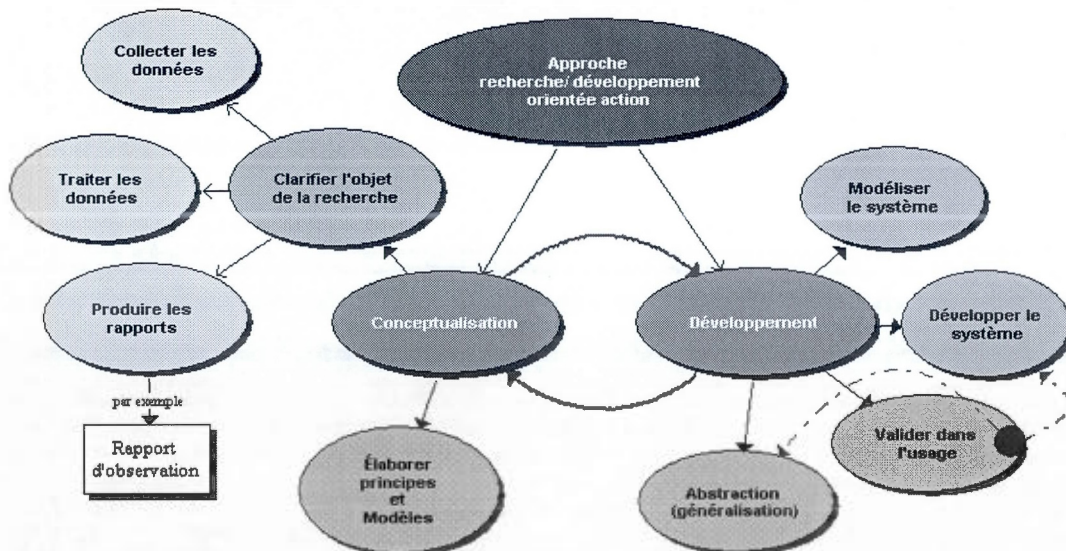 Approche
recherche/ développement
orientée action
Collecter les
données
Traiter les
données
Clarifier l'objet
de la recherche
Produire les
rapports
par exemple
Rapport
d'observation
Conceptualisation
Élaborer
principes
et
Modèles
Développement
Modéliser
le système
Développer le
système
Valider dans
l'usage
Abstraction
(généralisation)